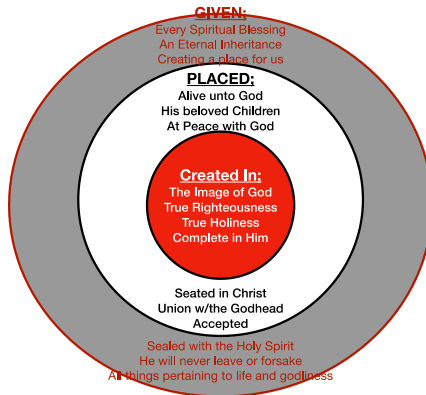 GIVEN;
Every Spiritual Blessing
An Eternal Inheritance
Creating a place for us
PLACED;
Alive unto God
His beloved Children
At Peace with God
Created In;
The Image of God
True Righteousness
True Holiness
Complete in Him
Seated in Christ
Union w/the Godhead
Accepted
Sealed with the Holy Spirit
He will never leave or forsake
All things pertaining to life and godliness